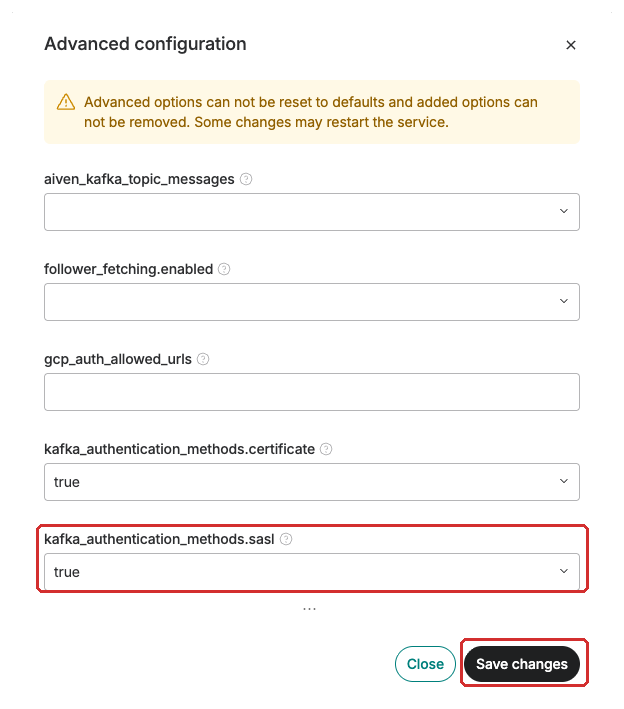 Advanced configuration
Advanced options can not be reset to defaults and added options can
not be removed. Some changes may restart the service.
aiven_kafka_topic_messages
follower_fetching.enabled
gcp_auth_allowed_urls
kafka_authentication_methods.certificate
true
kafka_authentication_methods.sasl
true
...
Close Save changes